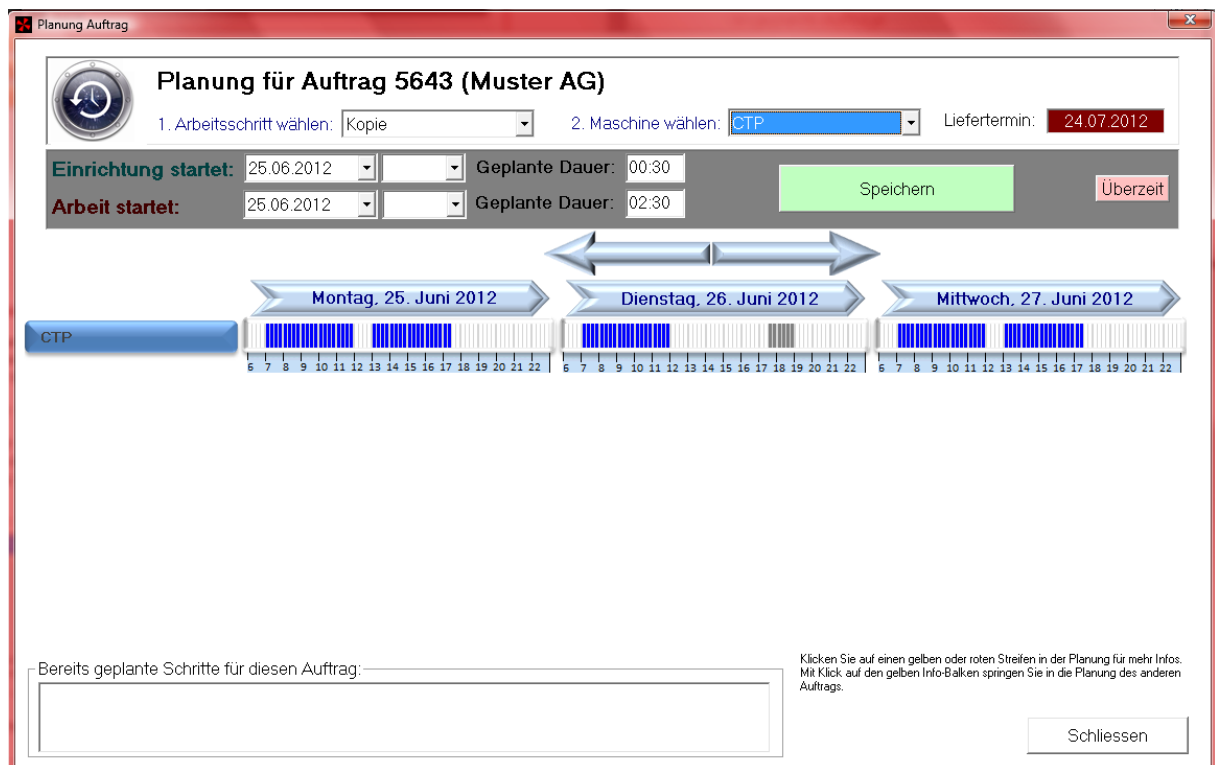 Planung Auftrag
Planung für Auftrag 5643 (Muster AG)
1. Arbeitsschritt wählen: Kopie 2. Maschine wählen: CTP Liefertermin: 24.07.2012
Einrichtung startet: 25.06.2012 Geplante Dauer: 00:30 Speichern Überzeit
Arbeit startet: 25.06.2012 Geplante Dauer: 02:30
Montag, 25. Juni 2012 Dienstag, 26. Juni 2012 Mittwoch, 27. Juni 2012
CTP
6 7 8 9 10 11 12 13 14 15 16 17 18 19 20 21 22 6 7 8 9 10 11 12 13 14 15 16 17 18 19 20 21 22 6 7 8 9 10 11 12 13 14 15 16 17 18 19 20 21 22
Bereits geplante Schritte für diesen Auftrag:
Klicken Sie auf einen gelben oder roten Streifen in der Planung für mehr Infos.
Mit Klick auf den gelben Info-Balken springen Sie in die Planung des anderen
Auftrags.
Schliessen